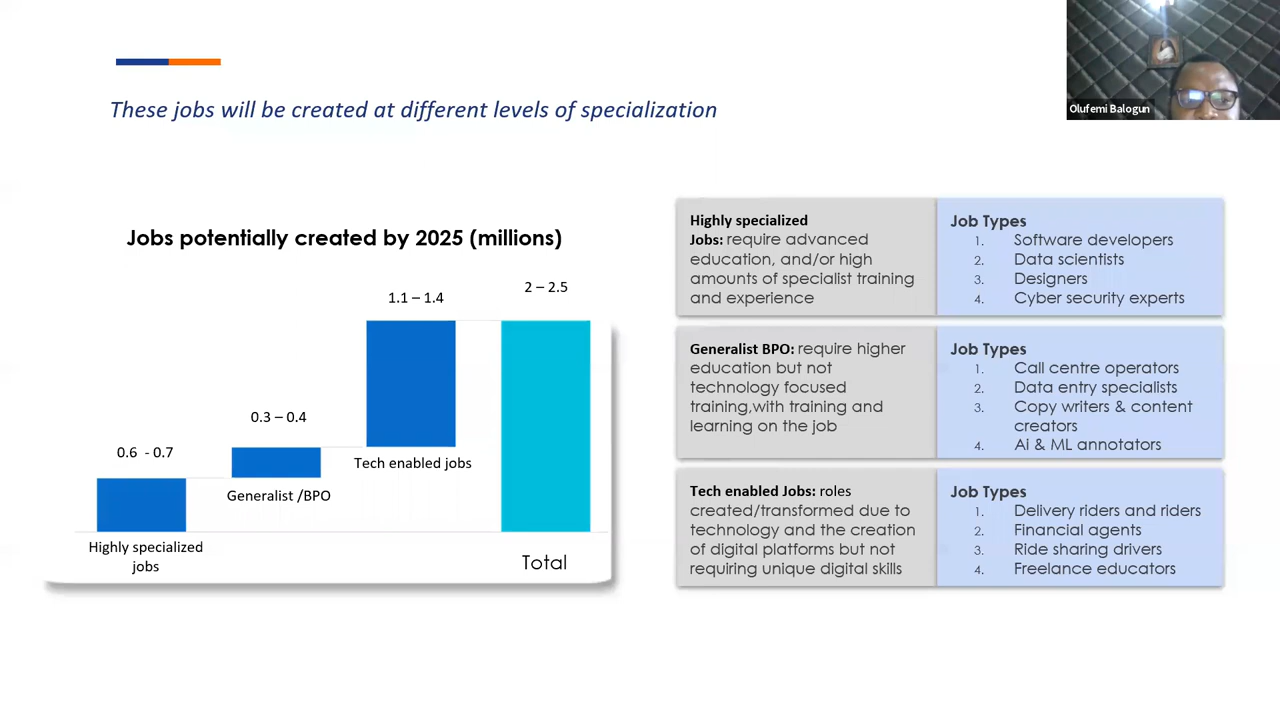 These jobs will be created at different levels of specialization
Olufemi Balogun
Jobs potentially created by 2025 (millions)
2 – 2.5
1.1 – 1.4
0.3 – 0.4
0.6 - 0.7
Tech enabled jobs
Generalist /BPO
Highly specialized
jobs
Total
Highly specialized
Jobs: require advanced
education, and/or high
amounts of specialist training
and experience
Job Types
1. Software developers
2. Data scientists
3. Designers
4. Cyber security experts
Generalist BPO: require higher
education but not
technology focused
training,with training and
learning on the job
Job Types
1. Call centre operators
2. Data entry specialists
3. Copy writers & content
creators
4. Ai & ML annotators
Tech enabled Jobs: roles
created/transformed due to
technology and the creation
of digital platforms but not
requiring unique digital skills
Job Types
1. Delivery riders and riders
2. Financial agents
3. Ride sharing drivers
4. Freelance educators